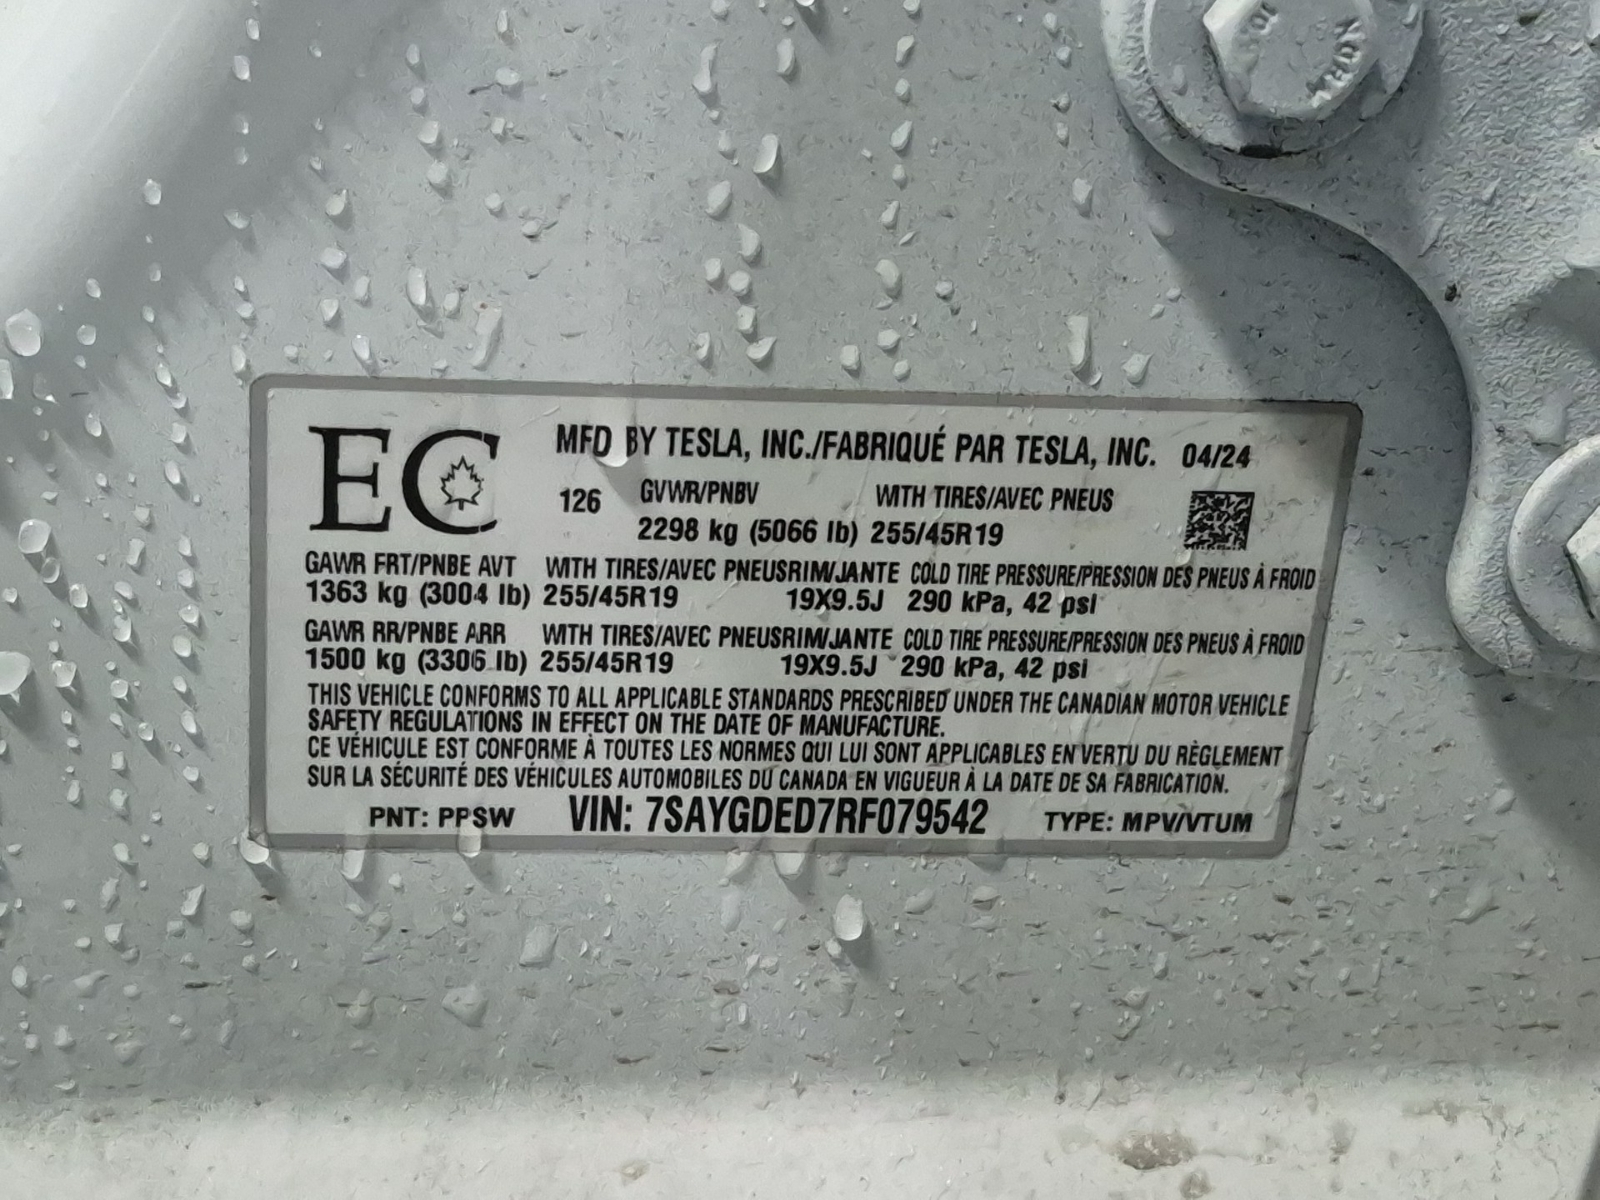 EC
MFD BY TESLA, INC./FABRIQUÉ PAR TESLA, INC. 04/24
126 GVWR/PNBV WITH TIRES/AVEC PNEUS
2298 kg (5066 lb) 255/45R19
GAWR FRT/PNBE AVT WITH TIRES/AVEC PNEUSRIM/JANTE COLD TIRE PRESSURE/PRESSION DES PNEUS À FROID
1363 kg (3004 lb) 255/45R19 19X9.5J 290 kPa, 42 psi
GAWR RR/PNBE ARR WITH TIRES/AVEC PNEUSRIM/JANTE COLD TIRE PRESSURE/PRESSION DES PNEUS À FROID
1500 kg (3306 lb) 255/45R19 19X9.5J 290 kPa, 42 psi
THIS VEHICLE CONFORMS TO ALL APPLICABLE STANDARDS PRESCRIBED UNDER THE CANADIAN MOTOR VEHICLE
SAFETY REGULATIONS IN EFFECT ON THE DATE OF MANUFACTURE.
CE VÉHICULE EST CONFORME À TOUTES LES NORMES QUI LUI SONT APPLICABLES EN VERTU DU RÈGLEMENT
SUR LA SÉCURITÉ DES VÉHICULES AUTOMOBILES DU CANADA EN VIGUEUR À LA DATE DE SA FABRICATION.
PNT: PPSW VIN: 7SAYGDED7RF079542 TYPE: MPV/VTUM